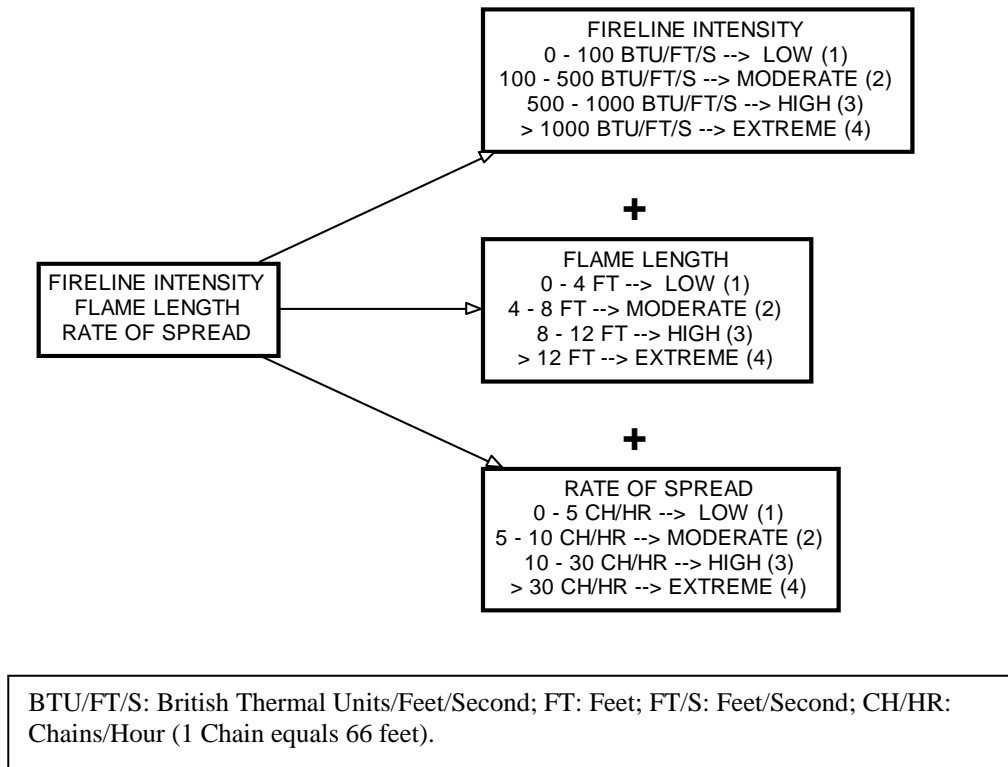 FIRELINE INTENSITY
0 - 100 BTU/FT/S --> LOW (1)
100 - 500 BTU/FT/S --> MODERATE (2)
500 - 1000 BTU/FT/S --> HIGH (3)
> 1000 BTU/FT/S --> EXTREME (4)
+
FIRELINE INTENSITY
FLAME LENGTH
RATE OF SPREAD
FLAME LENGTH
0 - 4 FT --> LOW (1)
4 - 8 FT --> MODERATE (2)
8 - 12 FT --> HIGH (3)
> 12 FT --> EXTREME (4)
+
RATE OF SPREAD
0 - 5 CH/HR --> LOW (1)
5 - 10 CH/HR --> MODERATE (2)
10 - 30 CH/HR --> HIGH (3)
> 30 CH/HR --> EXTREME (4)
BTU/FT/S: British Thermal Units/Feet/Second; FT: Feet; FT/S: Feet/Second; CH/HR:
Chains/Hour (1 Chain equals 66 feet).